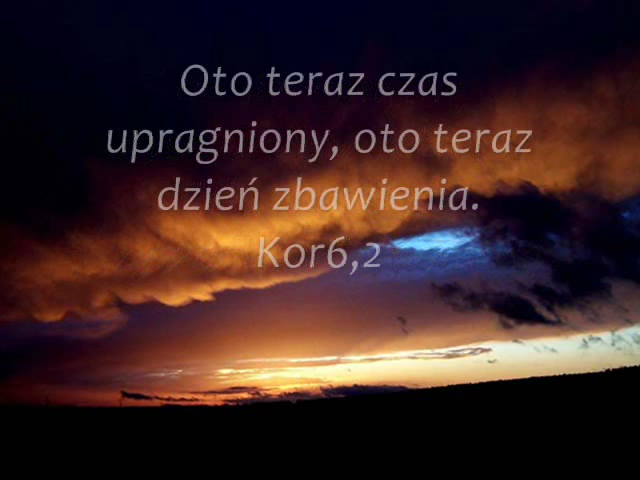 Oto teraz czas
upragniony, oto teraz
dzień zbawienia.
Kor6,2